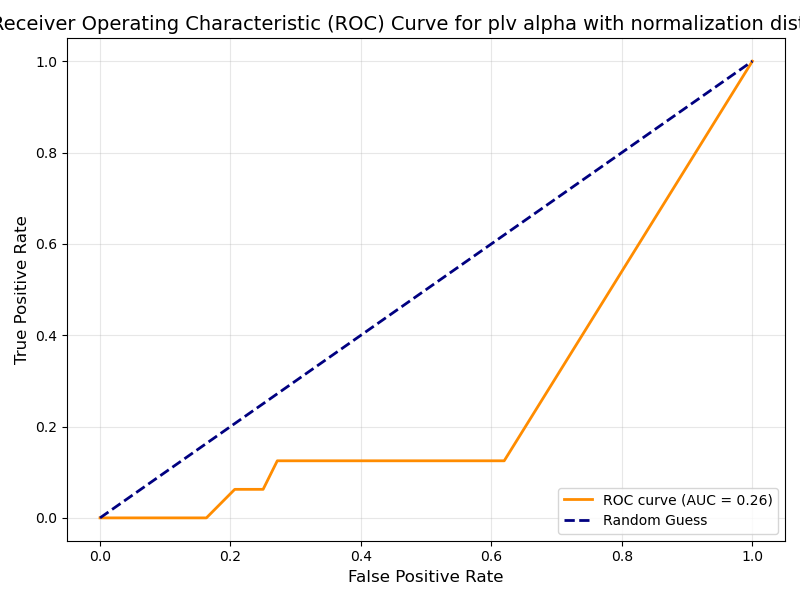 Receiver Operating Characteristic (ROC) Curve for plv alpha with normalization dist
1.0
0.8
0.6
0.4
0.2
0.0
True Positive Rate
0.0 0.2 0.4 0.6 0.8 1.0
False Positive Rate
ROC curve (AUC = 0.26)
Random Guess